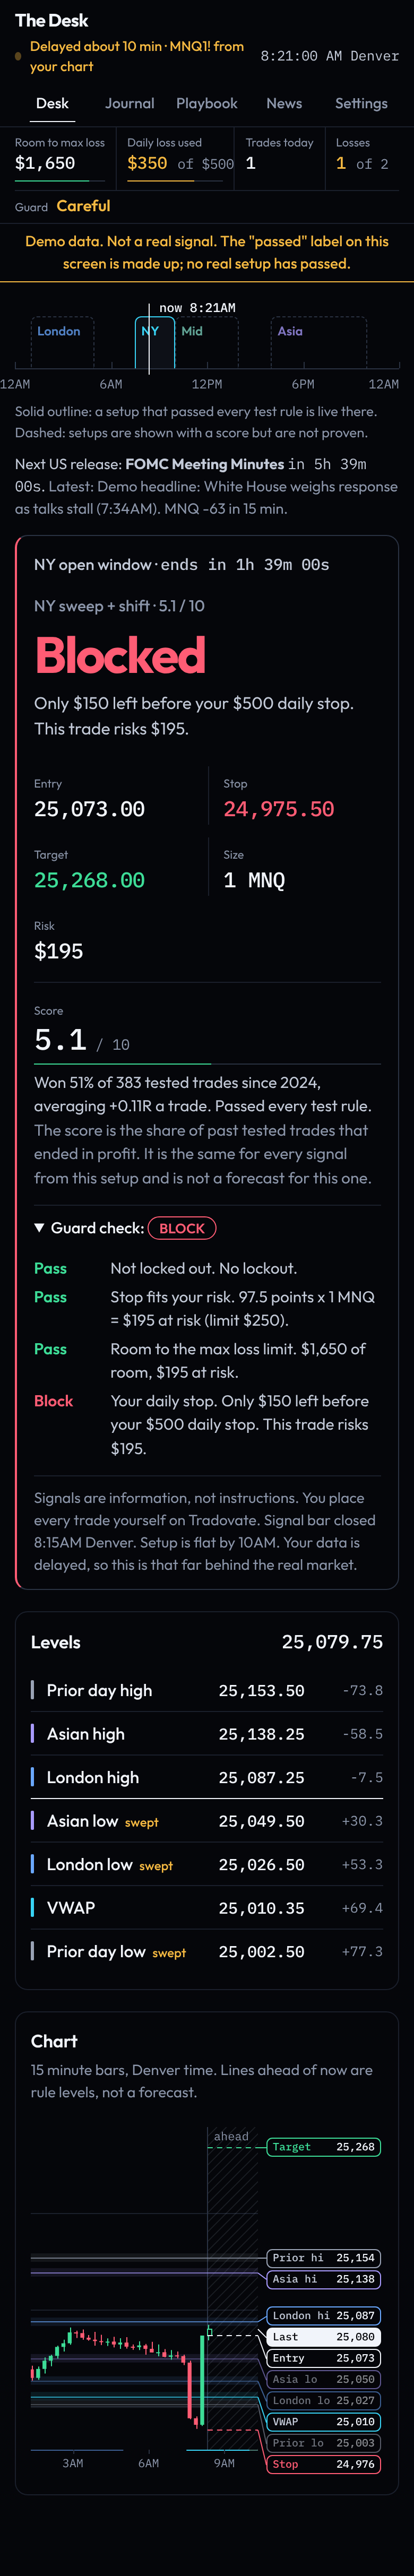 The Desk
Delayed about 10 min · MNQ1! from
your chart
8:21:00 AM Denver
Desk Journal Playbook News Settings
Room to max loss
$1,650
Daily loss used
$350 of $500
Trades today
1
Losses
1 of 2
Guard Careful
Demo data. Not a real signal. The "passed" label on this
screen is made up; no real setup has passed.
now 8:21AM
London NY Mid Asia
12AM 6AM 12PM 6PM 12AM
Solid outline: a setup that passed every test rule is live there.
Dashed: setups are shown with a score but are not proven.
Next US release: FOMC Meeting Minutes in 5h 39m
00s. Latest: Demo headline: White House weighs response
as talks stall (7:34AM). MNQ -63 in 15 min.
NY open window · ends in 1h 39m 00s
NY sweep + shift · 5.1 / 10
Blocked
Only $150 left before your $500 daily stop.
This trade risks $195.
Entry
25,073.00
Stop
24,975.50
Target
25,268.00
Size
1 MNQ
Risk
$195
Score
5.1 / 10
Won 51% of 383 tested trades since 2024,
averaging +0.11R a trade. Passed every test rule.
The score is the share of past tested trades that
ended in profit. It is the same for every signal
from this setup and is not a forecast for this one.
▼ Guard check: BLOCK
Pass Not locked out. No lockout.
Pass Stop fits your risk. 97.5 points x 1 MNQ
= $195 at risk (limit $250).
Pass Room to the max loss limit. $1,650 of
room, $195 at risk.
Block Your daily stop. Only $150 left before
your $500 daily stop. This trade risks
$195.
Signals are information, not instructions. You place
every trade yourself on Tradovate. Signal bar closed
8:15AM Denver. Setup is flat by 10AM. Your data is
delayed, so this is that far behind the real market.
Levels 25,079.75
Prior day high 25,153.50 -73.8
Asian high 25,138.25 -58.5
London high 25,087.25 -7.5
Asian low swept 25,049.50 +30.3
London low swept 25,026.50 +53.3
VWAP 25,010.35 +69.4
Prior day low swept 25,002.50 +77.3
Chart
15 minute bars, Denver time. Lines ahead of now are
rule levels, not a forecast.
ahead
Target 25,268
Prior hi 25,154
Asia hi 25,138
London hi 25,087
Last 25,080
Entry 25,073
Asia lo 25,050
London lo 25,027
VWAP 25,010
Prior lo 25,003
Stop 24,976
3AM 6AM 9AM